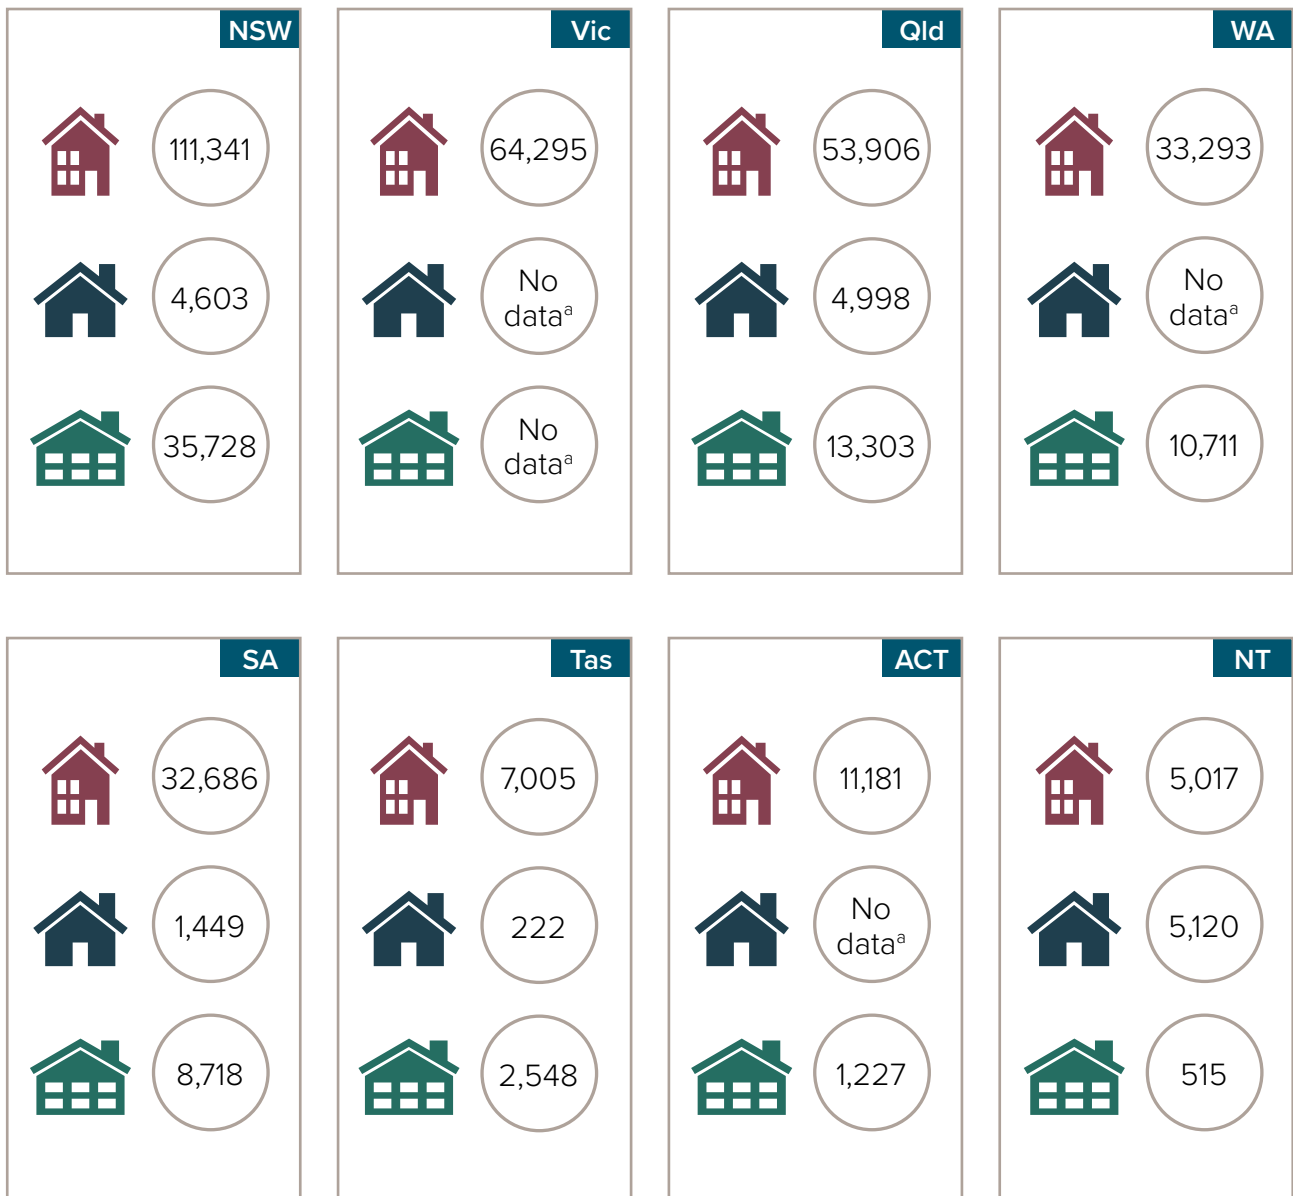 NSW
111,341
4,603
35,728
Vic
64,295
No
dataª
No
dataª
Qld
53,906
4,998
13,303
WA
33,293
No
dataª
10,711
SA
32,686
1,449
8,718
Tas
7,005
222
2,548
ACT
11,181
No
dataª
1,227
NT
5,017
5,120
515